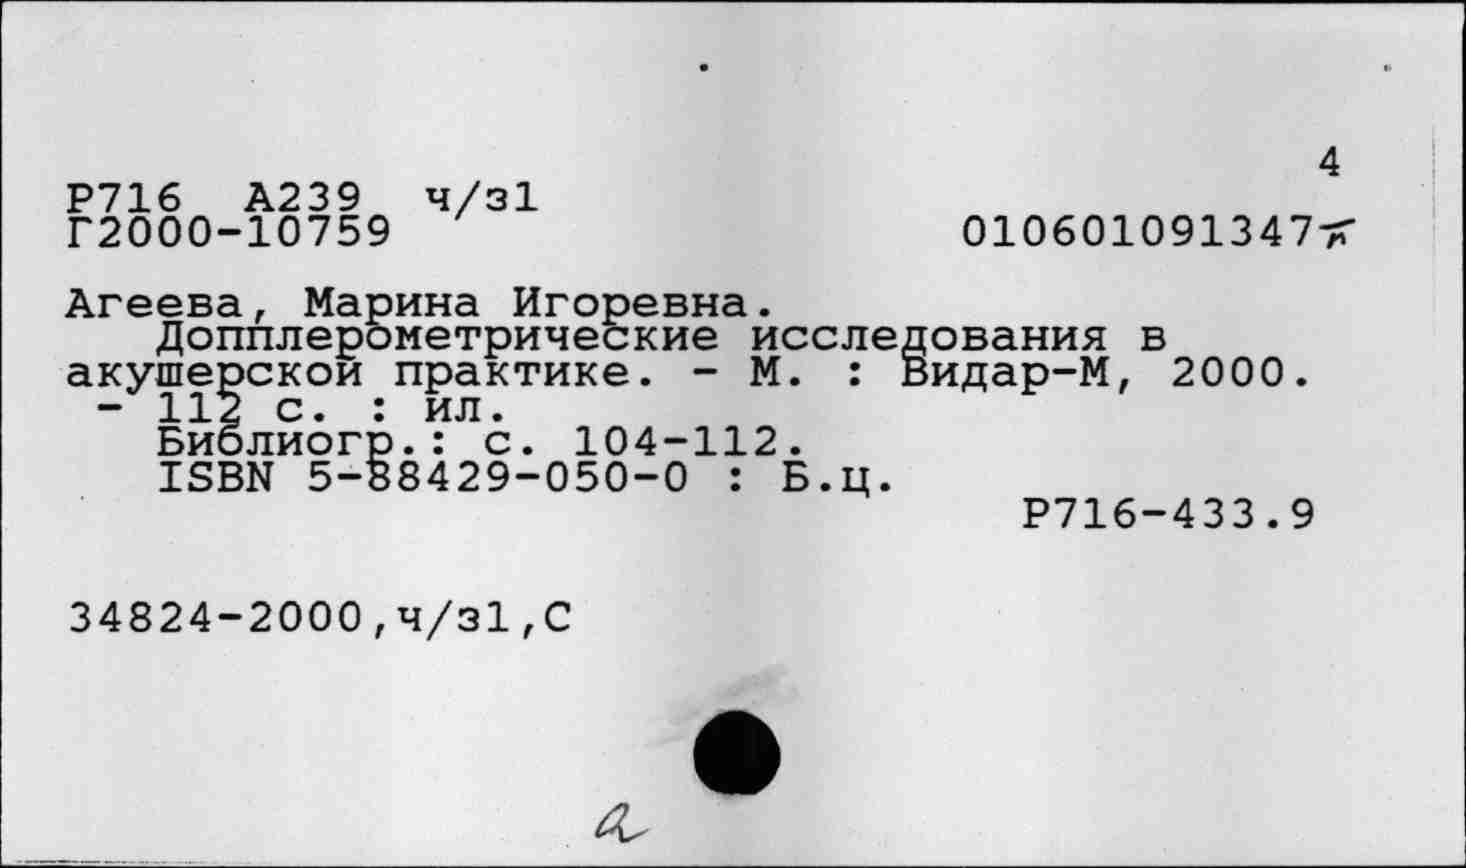 4
Р716 А239 ч/з1
Г2000-10759 010601091347
Агеева, Марина Игоревна.
Допплерометрические исследования в
акушерской практике. - М. : Видар-М, 2000.
- 112 с. : ил.
Библиогр.: с. 104-112.
ISBN 5-88429-050-0 : Б.ц.
Р716-433.9
34824-2000,ч/з1,С
а